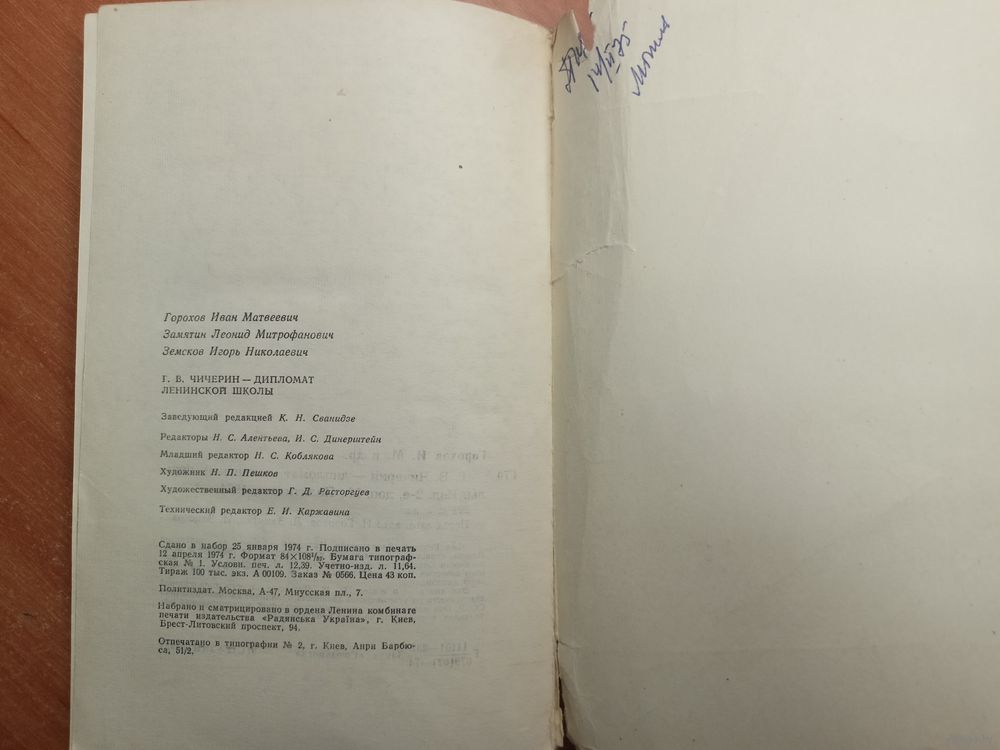 Горохов Иван Матвеевич
Замятин Леонид Митрофанович
Земсков Игорь Николаевич
Г. В. ЧИЧЕРИН — ДИПЛОМАТ
ЛЕНИНСКОЙ ШКОЛЫ
Заведующий редакцией К. Н. Сванидзе
Редакторы Н. С. Алентьева, И. С. Динерштейн
Младший редактор Н. С. Коблякова
Художник Н. П. Пешков
Художественный редактор Г. Д. Расторгуев
Технический редактор Е. И. Каржавина
Сдано в набор 25 января 1974 г. Подписано в печать
12 апреля 1974 г. Формат 84×108¹/₃₂. Бумага типограф-
ская № 1. Условн. печ. л. 12,39. Учетно-изд. л. 11,64.
Тираж 100 тыс. экз. А 00109. Заказ № 0566. Цена 43 коп.
Политиздат. Москва, А-47, Миусская пл., 7.
Набрано и сматрицировано в ордена Ленина комбинате
печати издательства «Радянська Україна», г. Киев,
Брест-Литовский проспект, 94.
Отпечатано в типографии № 2, г. Киев, Анри Барбю-
са, 51/2.
14/II 75